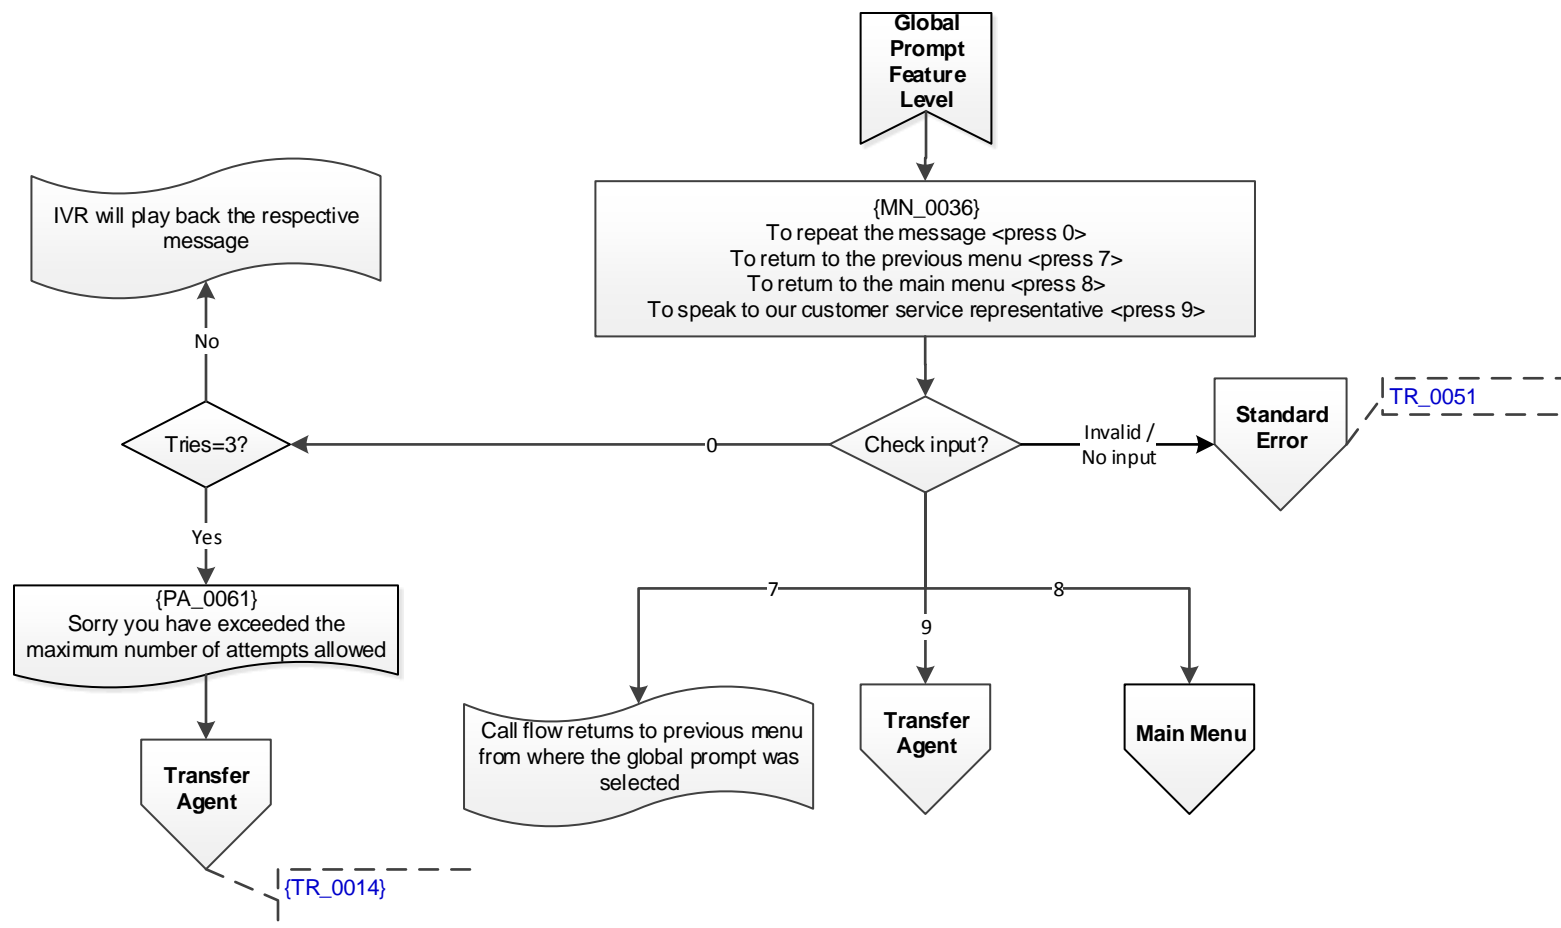 Global
Prompt
Feature
Level
{MN_0036}
To repeat the message <press 0>
To return to the previous menu <press 7>
To return to the main menu <press 8>
To speak to our customer service representative <press 9>
IVR will play back the respective
message
No
Tries=3?
0
Check input?
Invalid /
No input
Standard
Error
TR_0051
Yes
{PA_0061}
Sorry you have exceeded the
maximum number of attempts allowed
7
8
9
Call flow returns to previous menu
from where the global prompt was
selected
Transfer
Agent
Main Menu
Transfer
Agent
{TR_0014}